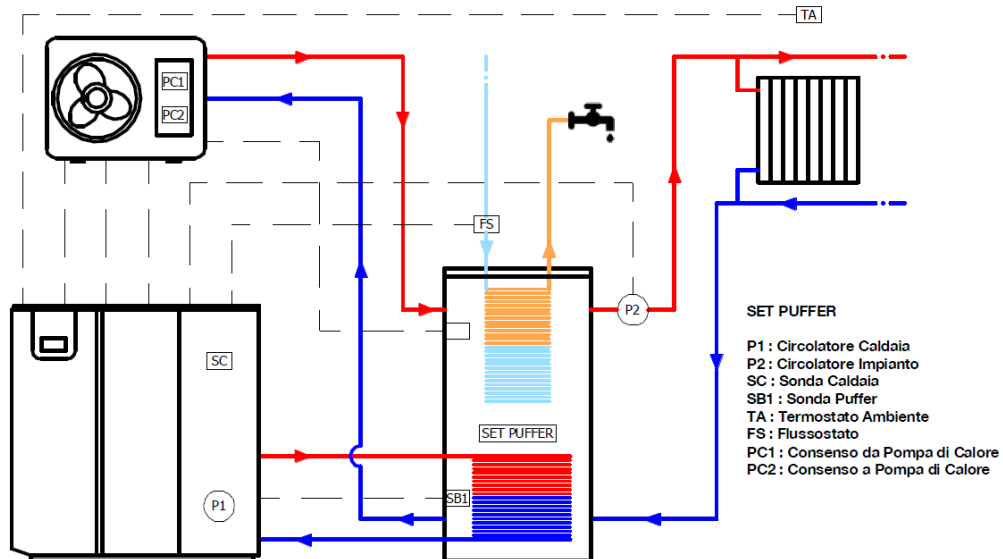 TA
PC1
PC2
FS
P2
SC
SET PUFFER
SB1
P1
SET PUFFER
P1 : Circolatore Caldaia
P2 : Circolatore Impianto
SC : Sonda Caldaia
SB1 : Sonda Puffer
TA : Termostato Ambiente
FS : Flussostato
PC1 : Consenso da Pompa di Calore
PC2 : Consenso a Pompa di Calore